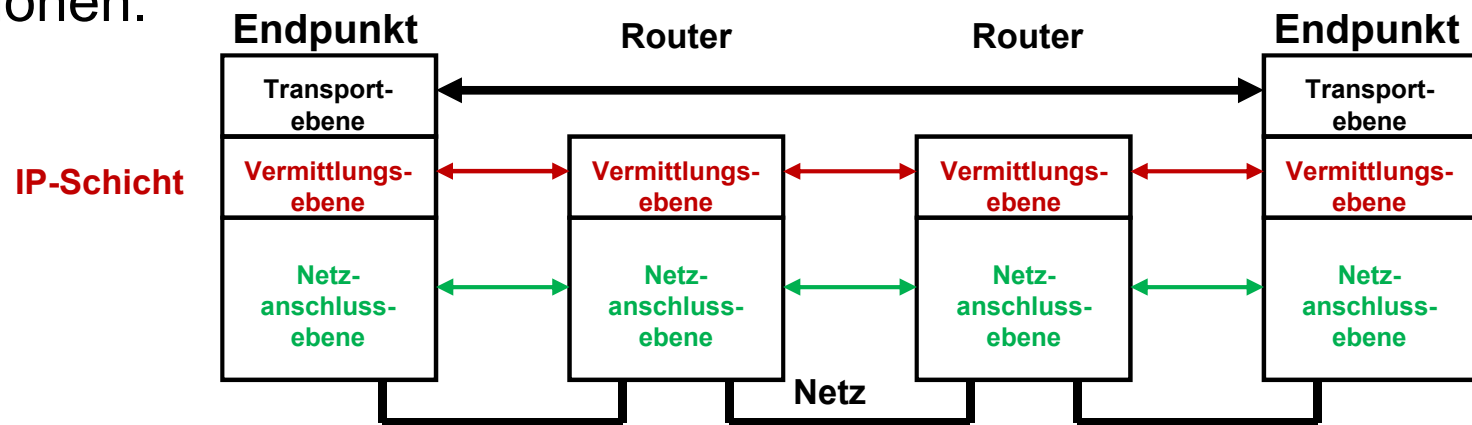 onen:
Endpunkt
Router
Router
Endpunkt
Transport-
ebene
Transport-
ebene
IP-Schicht
Vermittlungs-
ebene
Vermittlungs-
ebene
Vermittlungs-
ebene
Vermittlungs-
ebene
Netz-
anschluss-
ebene
Netz-
anschluss-
ebene
Netz-
anschluss-
ebene
Netz-
anschluss-
ebene
Netz